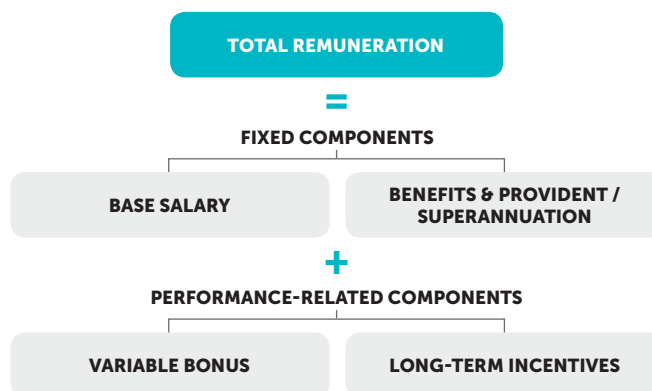 TOTAL REMUNERATION
=
FIXED COMPONENTS
BASE SALARY
BENEFITS & PROVIDENT /
SUPERANNUATION
+
PERFORMANCE-RELATED COMPONENTS
VARIABLE BONUS
LONG-TERM INCENTIVES